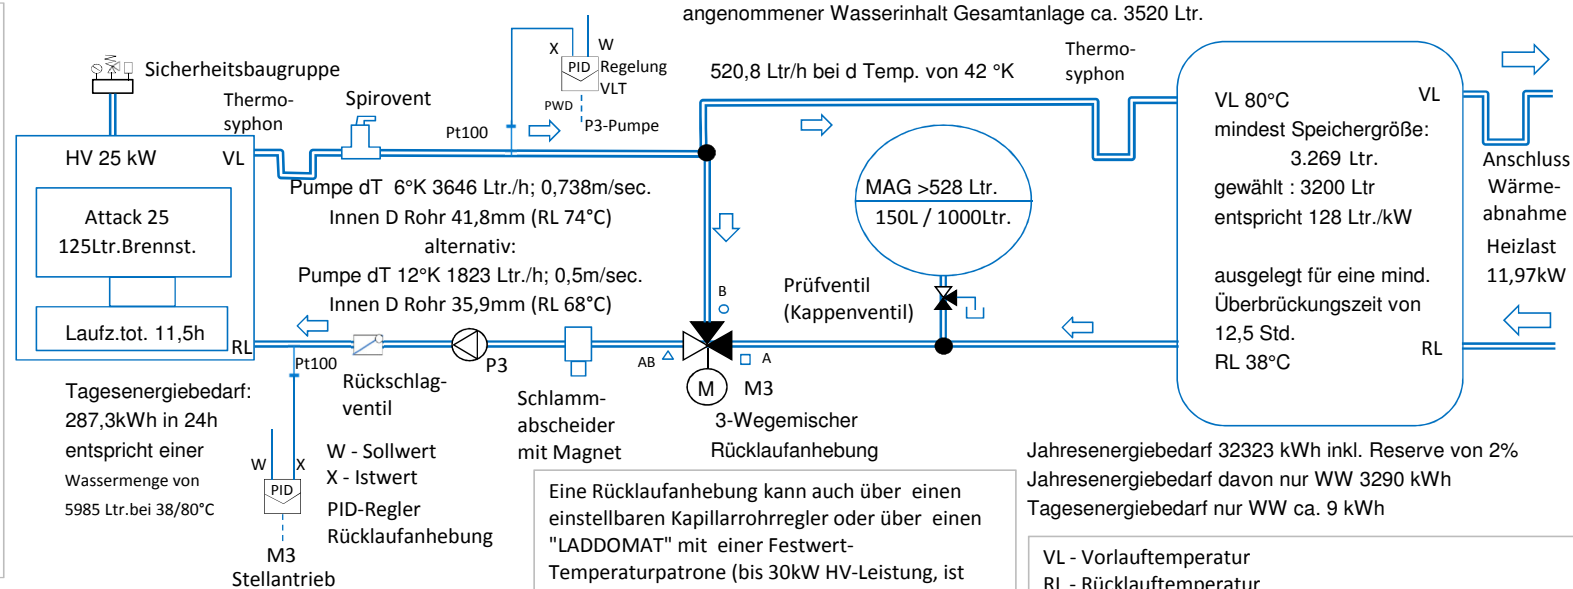 angenommener Wasserinhalt Gesamtanlage ca. 3520 Ltr.
X
W
PID
Regelung
VLT
PWD
P3-Pumpe
Sicherheitsbaugruppe
Thermo-
syphon
Spirovent
Pt100
520,8 Ltr/h bei d Temp. von 42 °K
Thermo-
syphon
HV 25 kW
VL
Attack 25
125Ltr.Brennst.
Laufz.tot. 11,5h
RL
Pumpe dT  6°K 3646 Ltr./h; 0,738m/sec.
Innen D Rohr 41,8mm (RL 74°C)
alternativ:
Pumpe dT 12°K 1823 Ltr./h; 0,5m/sec.
Innen D Rohr 35,9mm (RL 68°C)
MAG >528 Ltr.
150L / 1000Ltr.
Prüfventil
(Kappenventil)
B
AB
A
M
M3
3-Wegemischer
Rücklaufanhebung
VL 80°C
VL
mindest Speichergröße:
3.269 Ltr.
gewählt : 3200 Ltr
entspricht 128 Ltr./kW
ausgelegt für eine mind.
Überbrückungszeit von
12,5 Std.
RL 38°C
RL
Anschluss
Wärme-
abnahme
Heizlast
11,97kW
Pt100
Rückschlag-
ventil
P3
Schlamm-
abscheider
mit Magnet
Tagesenergiebedarf:
287,3kWh in 24h
entspricht einer
Wassermenge von
5985 Ltr.bei 38/80°C
W
X
PID
M3
Stellantrieb
W - Sollwert
X - Istwert
PID-Regler
Rücklaufanhebung
Eine Rücklaufanhebung kann auch über einen
einstellbaren Kapillarrohrregler oder über einen
"LADDOMAT" mit einer Festwert-
Temperaturpatrone (bis 30kW HV-Leistung, ist
Jahresenergiebedarf 32323 kWh inkl. Reserve von 2%
Jahresenergiebedarf davon nur WW 3290 kWh
Tagesenergiebedarf nur WW ca. 9 kWh
VL - Vorlauftemperatur
RL - Rücklauftemperatur